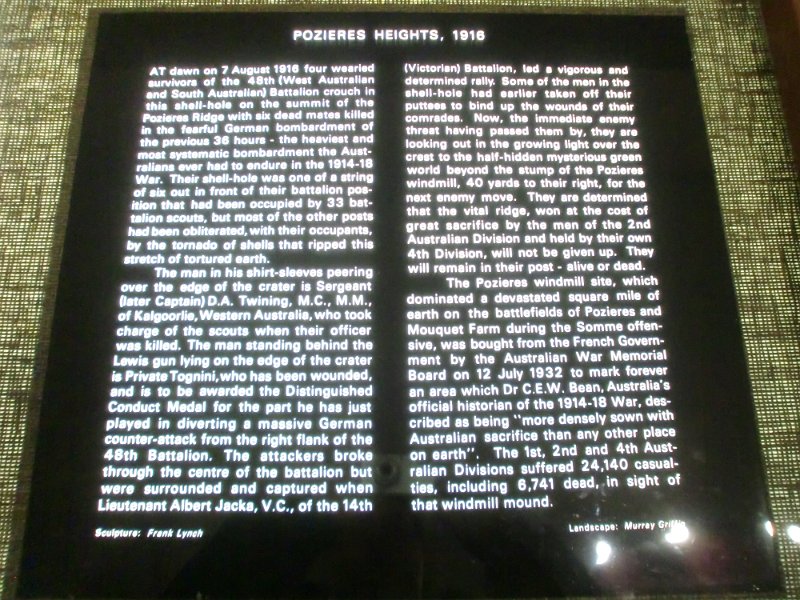 POZIERES HEIGHTS, 1916
AT dawn on 7 August 1916 four wearied
survivors of the 48th (West Australian
and South Australian) Battalion crouch in
this shell-hole on the summit of the
Pozieres Ridge with six dead mates killed
in the fearful German bombardment of
the previous 36 hours - the heaviest and
most systematic bombardment the Aust-
ralians ever had to endure in the 1914-18
War. Their shell-hole was one of a string
of six out in front of their battalion pos-
ition that had been occupied by 33 bat-
talion scouts, but most of the other posts
had been obliterated, with their occupants,
by the tornado of shells that ripped this
stretch of tortured earth.
The man in his shirt-sleeves peering
over the edge of the crater is Sergeant
(later Captain) D.A. Twining, M.C., M.M.,
of Kalgoorlie, Western Australia, who took
charge of the scouts when their officer
was killed. The man standing behind the
Lewis gun lying on the edge of the crater
is Private Tognini, who has been wounded,
and is to be awarded the Distinguished
Conduct Medal for the part he has just
played in diverting a massive German
counter-attack from the right flank of the
48th Battalion. The attackers broke
through the centre of the battalion but
were surrounded and captured when
Lieutenant Albert Jacka, V.C., of the 14th
(Victorian) Battalion, led a vigorous and
determined rally. Some of the men in the
shell-hole had earlier taken off their
puttees to bind up the wounds of their
comrades. Now, the immediate enemy
threat having passed them by, they are
looking out in the growing light over the
crest to the half-hidden mysterious green
world beyond the stump of the Pozieres
windmill, 40 yards to their right, for the
next enemy move. They are determined
that the vital ridge, won at the cost of
great sacrifice by the men of the 2nd
Australian Division and held by their own
4th Division, will not be given up. They
will remain in their post - alive or dead.
The Pozieres windmill site, which
dominated a devastated square mile of
earth on the battlefields of Pozieres and
Mouquet Farm during the Somme offen-
sive, was bought from the French Govern-
ment by the Australian War Memorial
Board on 12 July 1932 to mark forever
an area which Dr C.E.W. Bean, Australia's
official historian of the 1914-18 War, des-
cribed as being "more densely sown with
Australian sacrifice than any other place
on earth". The 1st, 2nd and 4th Aust-
ralian Divisions suffered 24,140 casual-
ties, including 6,741 dead, in sight of
that windmill mound.
Sculpture: Frank Lynch
Landscape: Murray Griffin